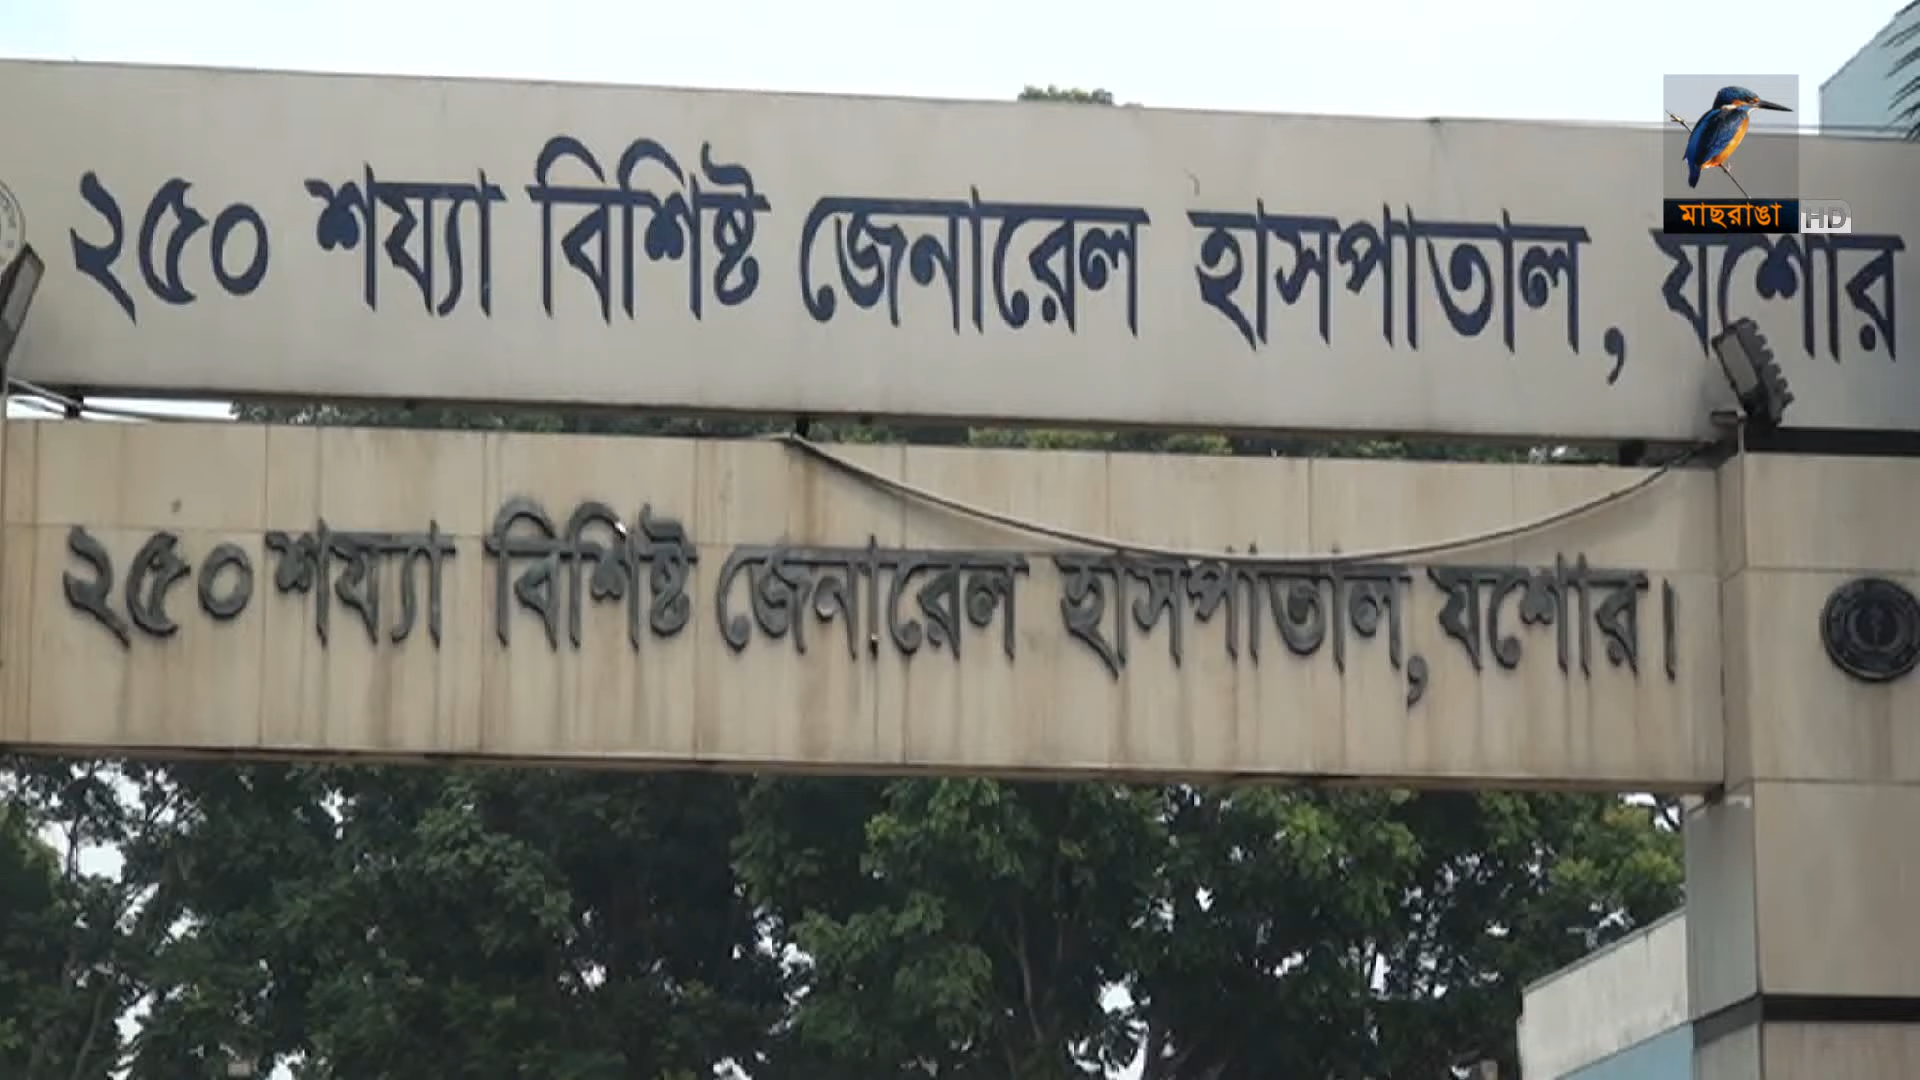 ২৫০ শয্যা বিশিষ্ট জেনারেল হাসপাতাল, যশোর
মাছরাঙা HD
২৫০ শয্যা বিশিষ্ট জেনারেল হাসপাতাল, যশোর।